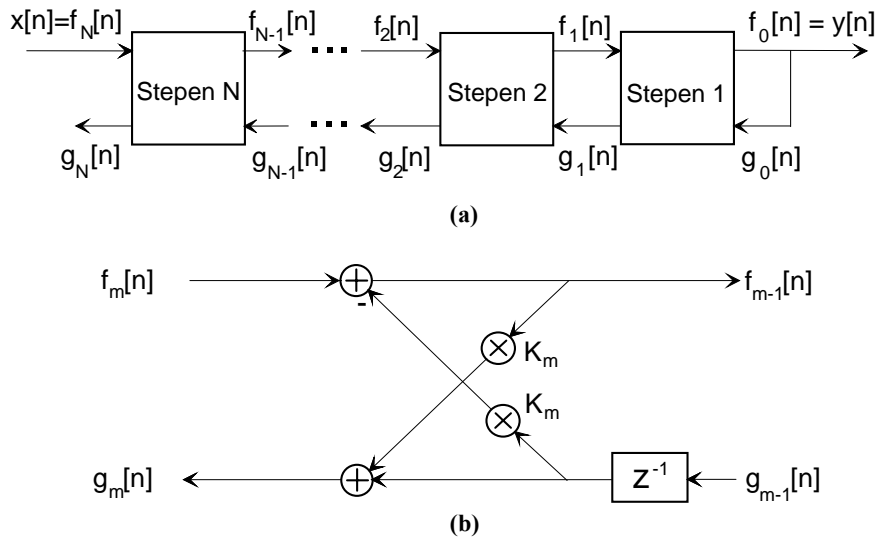 x[n]=f_N[n] f_{N-1}[n] f_2[n] f_1[n] f_0[n] = y[n]
Stepen N Stepen 2 Stepen 1
g_N[n] g_{N-1}[n] g_2[n] g_1[n] g_0[n]
(a)
f_m[n] + f_{m-1}[n]
-
× K_m
× K_m
g_m[n] + z^{-1} g_{m-1}[n]
(b)